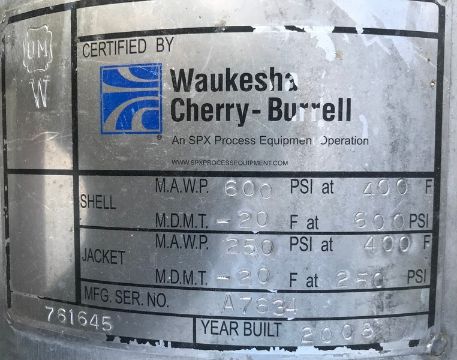 UM
W
CERTIFIED BY
Waukesha
Cherry-Burrell
An SPX Process Equipment Operation
WWW.SPXPROCESSEQUIPMENT.COM
SHELL
M.A.W.P. 600 PSI at 400 F
M.D.M.T. -20 F at 600 PSI
JACKET
M.A.W.P. 250 PSI at 400 F
M.D.M.T. -20 F at 250 PSI
MFG. SER. NO. A7634
761645
YEAR BUILT 2008